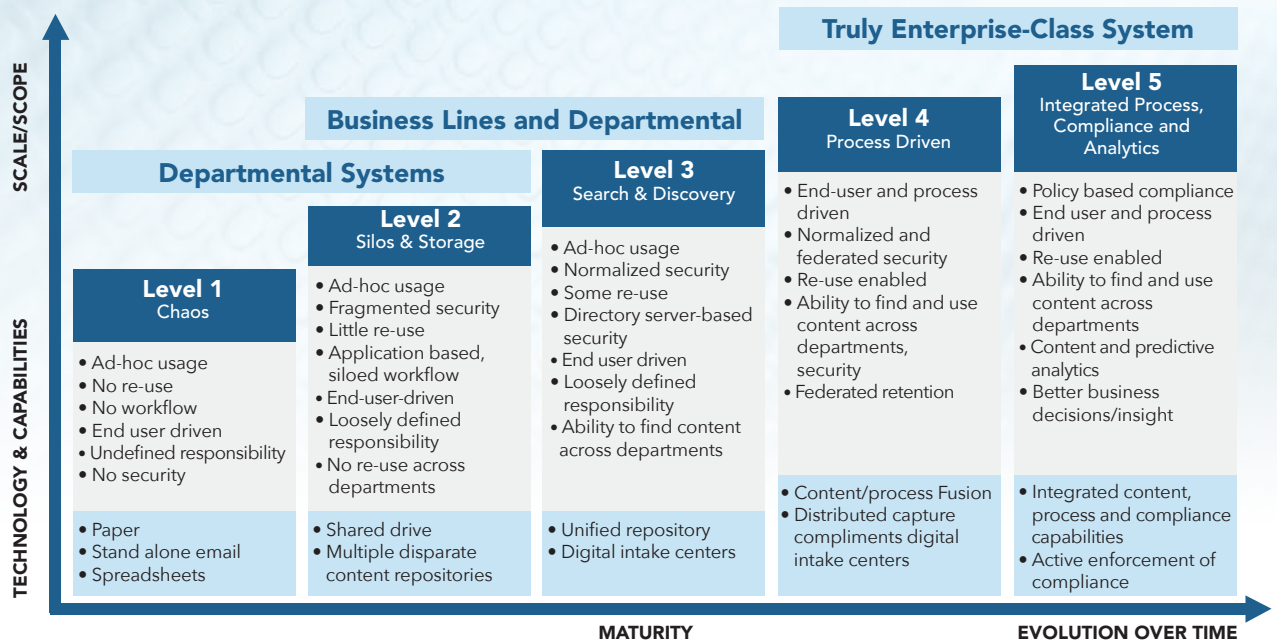 Truly Enterprise-Class System
Business Lines and Departmental
Departmental Systems
SCALE/SCOPE
TECHNOLOGY & CAPABILITIES
Level 1
Chaos
• Ad-hoc usage
• No re-use
• No workflow
• End user driven
• Undefined responsibility
• No security
• Paper
• Stand alone email
• Spreadsheets
Level 2
Silos & Storage
• Ad-hoc usage
• Fragmented security
• Little re-use
• Application based,
siloed workflow
• End-user-driven
• Loosely defined
responsibility
• No re-use across
departments
• Shared drive
• Multiple disparate
content repositories
Level 3
Search & Discovery
• Ad-hoc usage
• Normalized security
• Some re-use
• Directory server-based
security
• End user driven
• Loosely defined
responsibility
• Ability to find content
across departments
• Unified repository
• Digital intake centers
Level 4
Process Driven
• End-user and process
driven
• Normalized and
federated security
• Re-use enabled
• Ability to find and use
content across
departments,
security
• Federated retention
• Content/process Fusion
• Distributed capture
compliments digital
intake centers
Level 5
Integrated Process,
Compliance and
Analytics
• Policy based compliance
• End user and process
driven
• Re-use enabled
• Ability to find and use
content across
departments
• Content and predictive
analytics
• Better business
decisions/insight
• Integrated content,
process and compliance
capabilities
• Active enforcement of
compliance
MATURITY
EVOLUTION OVER TIME